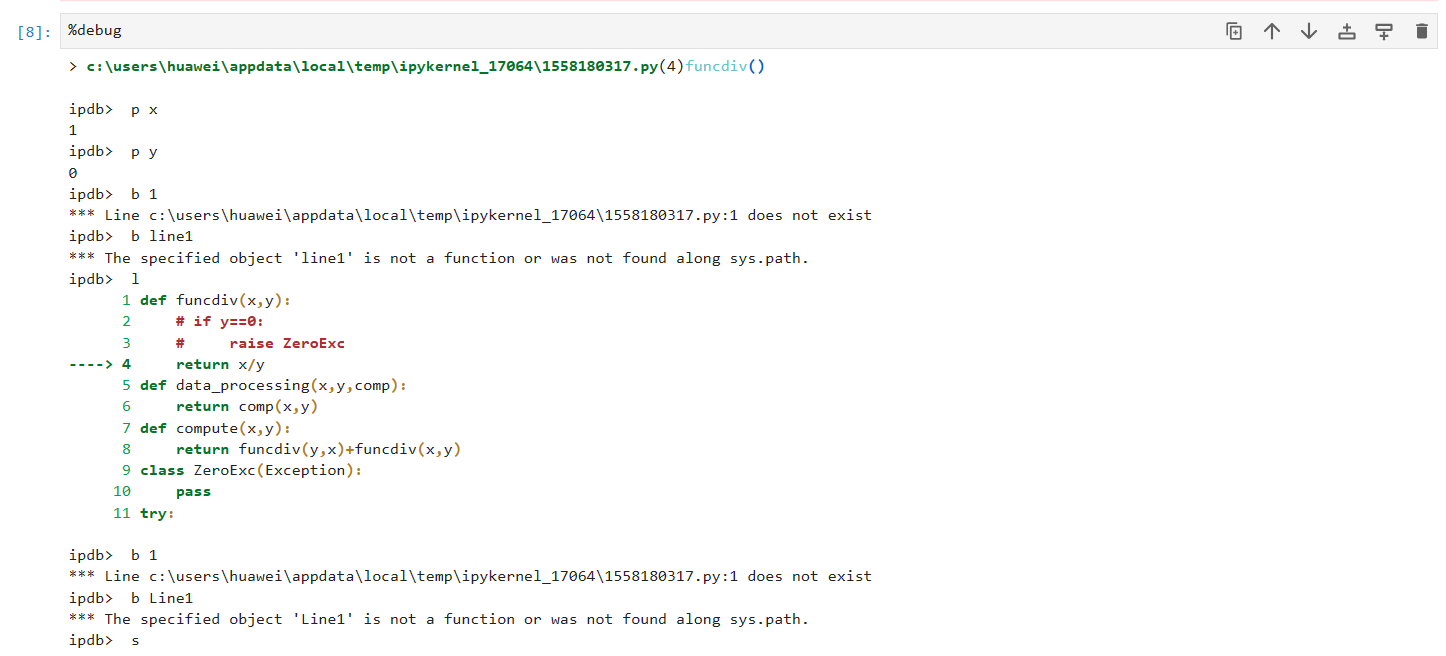 [8]: %debug
> c:\users\huawei\appdata\local\temp\ipykernel_17064\1558180317.py(4)funcdiv()
ipdb>  p x
1
ipdb>  p y
0
ipdb>  b 1
*** Line c:\users\huawei\appdata\local\temp\ipykernel_17064\1558180317.py:1 does not exist
ipdb>  b line1
*** The specified object 'line1' is not a function or was not found along sys.path.
ipdb>  l
      1 def funcdiv(x,y):
      2     # if y==0:
      3     #     raise ZeroExc
----> 4     return x/y
      5 def data_processing(x,y,comp):
      6     return comp(x,y)
      7 def compute(x,y):
      8     return funcdiv(y,x)+funcdiv(x,y)
      9 class ZeroExc(Exception):
     10     pass
     11 try:
ipdb>  b 1
*** Line c:\users\huawei\appdata\local\temp\ipykernel_17064\1558180317.py:1 does not exist
ipdb>  b Line1
*** The specified object 'Line1' is not a function or was not found along sys.path.
ipdb>  s